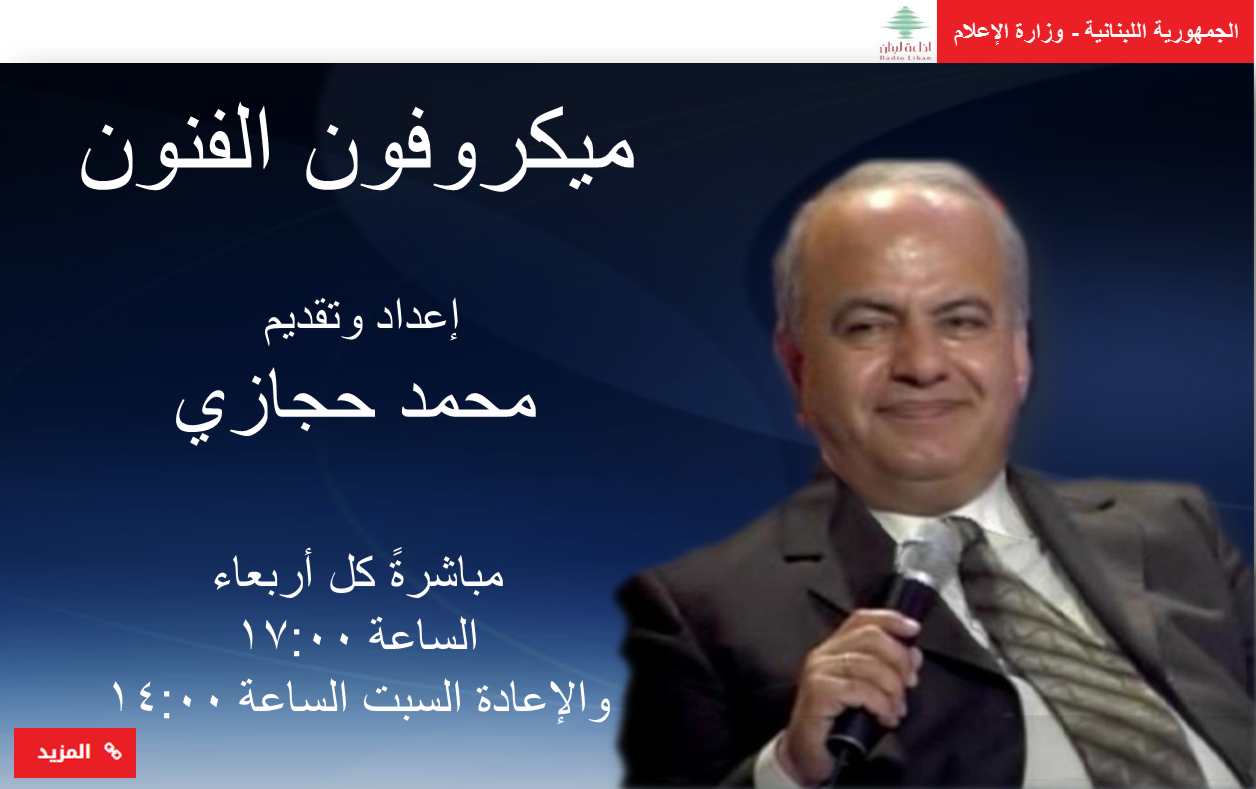 الجمهورية اللبنانية - وزارة الإعلام
اذاعة لبنان
Radio Liban
ميكروفون الفنون
إعداد وتقديم
محمد حجازي
مباشرةً كل أربعاء
الساعة ١٧:٠٠
والإعادة السبت الساعة ١٤:٠٠
المزيد